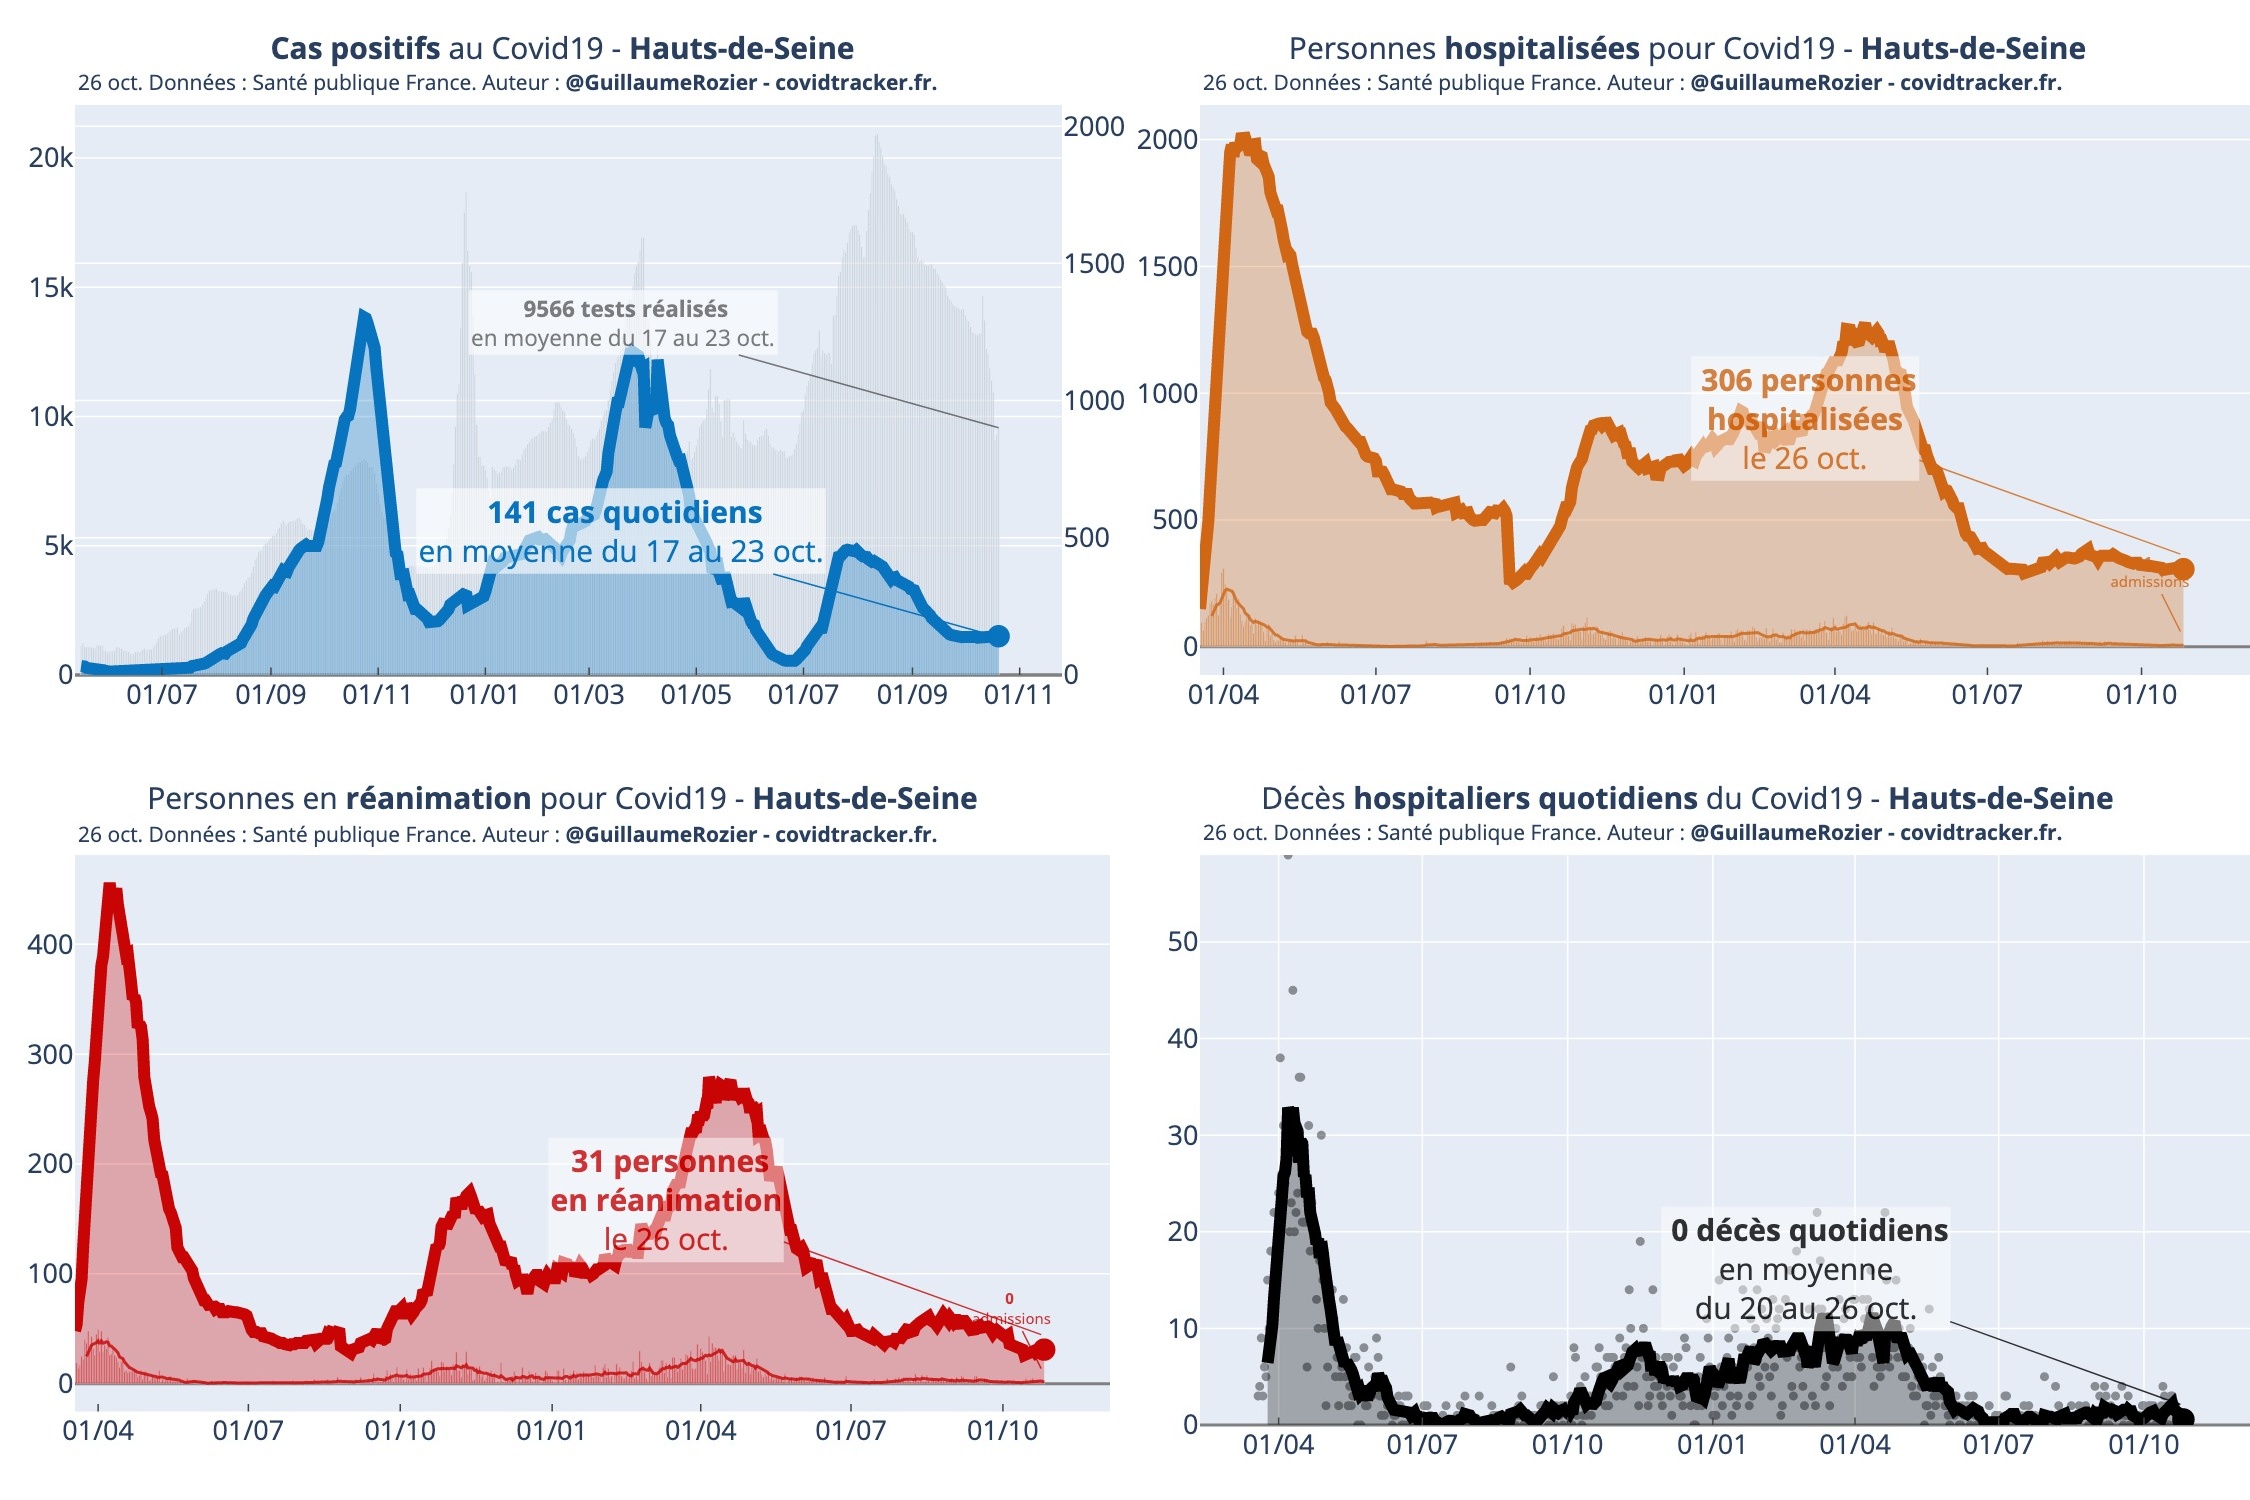 Cas positifs au Covid19 - Hauts-de-Seine
26 oct. Données : Santé publique France. Auteur : @GuillaumeRozier - covidtracker.fr.
20k
15k
10k
5k
0
2000
1500
1000
500
0
9566 tests réalisés
en moyenne du 17 au 23 oct.
141 cas quotidiens
en moyenne du 17 au 23 oct.
01/07 01/09 01/11 01/01 01/03 01/05 01/07 01/09 01/11
Personnes hospitalisées pour Covid19 - Hauts-de-Seine
26 oct. Données : Santé publique France. Auteur : @GuillaumeRozier - covidtracker.fr.
2000
1500
1000
500
0
306 personnes
hospitalisées
le 26 oct.
admissions
01/04 01/07 01/10 01/01 01/04 01/07 01/10
Personnes en réanimation pour Covid19 - Hauts-de-Seine
26 oct. Données : Santé publique France. Auteur : @GuillaumeRozier - covidtracker.fr.
400
300
200
100
0
31 personnes
en réanimation
le 26 oct.
0
admissions
01/04 01/07 01/10 01/01 01/04 01/07 01/10
Décès hospitaliers quotidiens du Covid19 - Hauts-de-Seine
26 oct. Données : Santé publique France. Auteur : @GuillaumeRozier - covidtracker.fr.
50
40
30
20
10
0
0 décès quotidiens
en moyenne
du 20 au 26 oct.
01/04 01/07 01/10 01/01 01/04 01/07 01/10